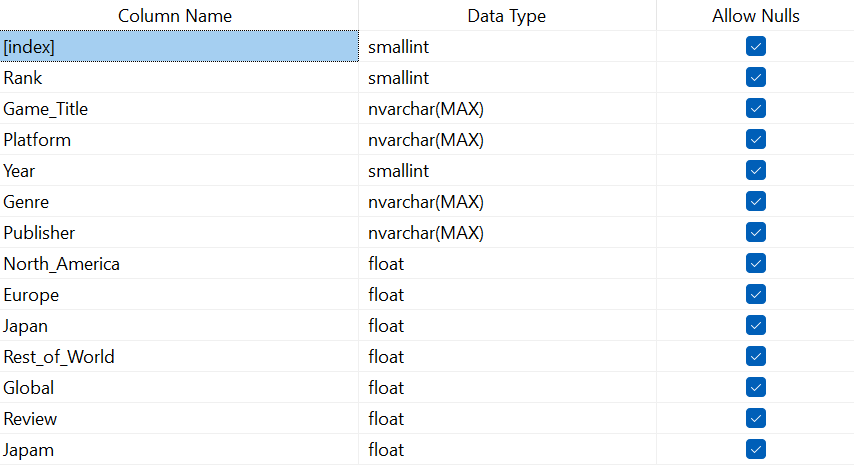 Column Name Data Type Allow Nulls
[index] smallint
Rank smallint
Game_Title nvarchar(MAX)
Platform nvarchar(MAX)
Year smallint
Genre nvarchar(MAX)
Publisher nvarchar(MAX)
North_America float
Europe float
Japan float
Rest_of_World float
Global float
Review float
Japam float